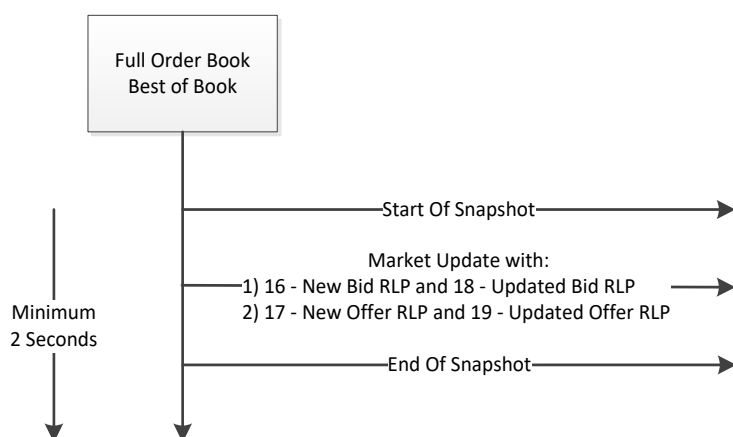 Full Order Book
Best of Book
Start Of Snapshot
Market Update with:
1) 16 - New Bid RLP and 18 - Updated Bid RLP
2) 17 - New Offer RLP and 19 - Updated Offer RLP
Minimum
2 Seconds
End Of Snapshot